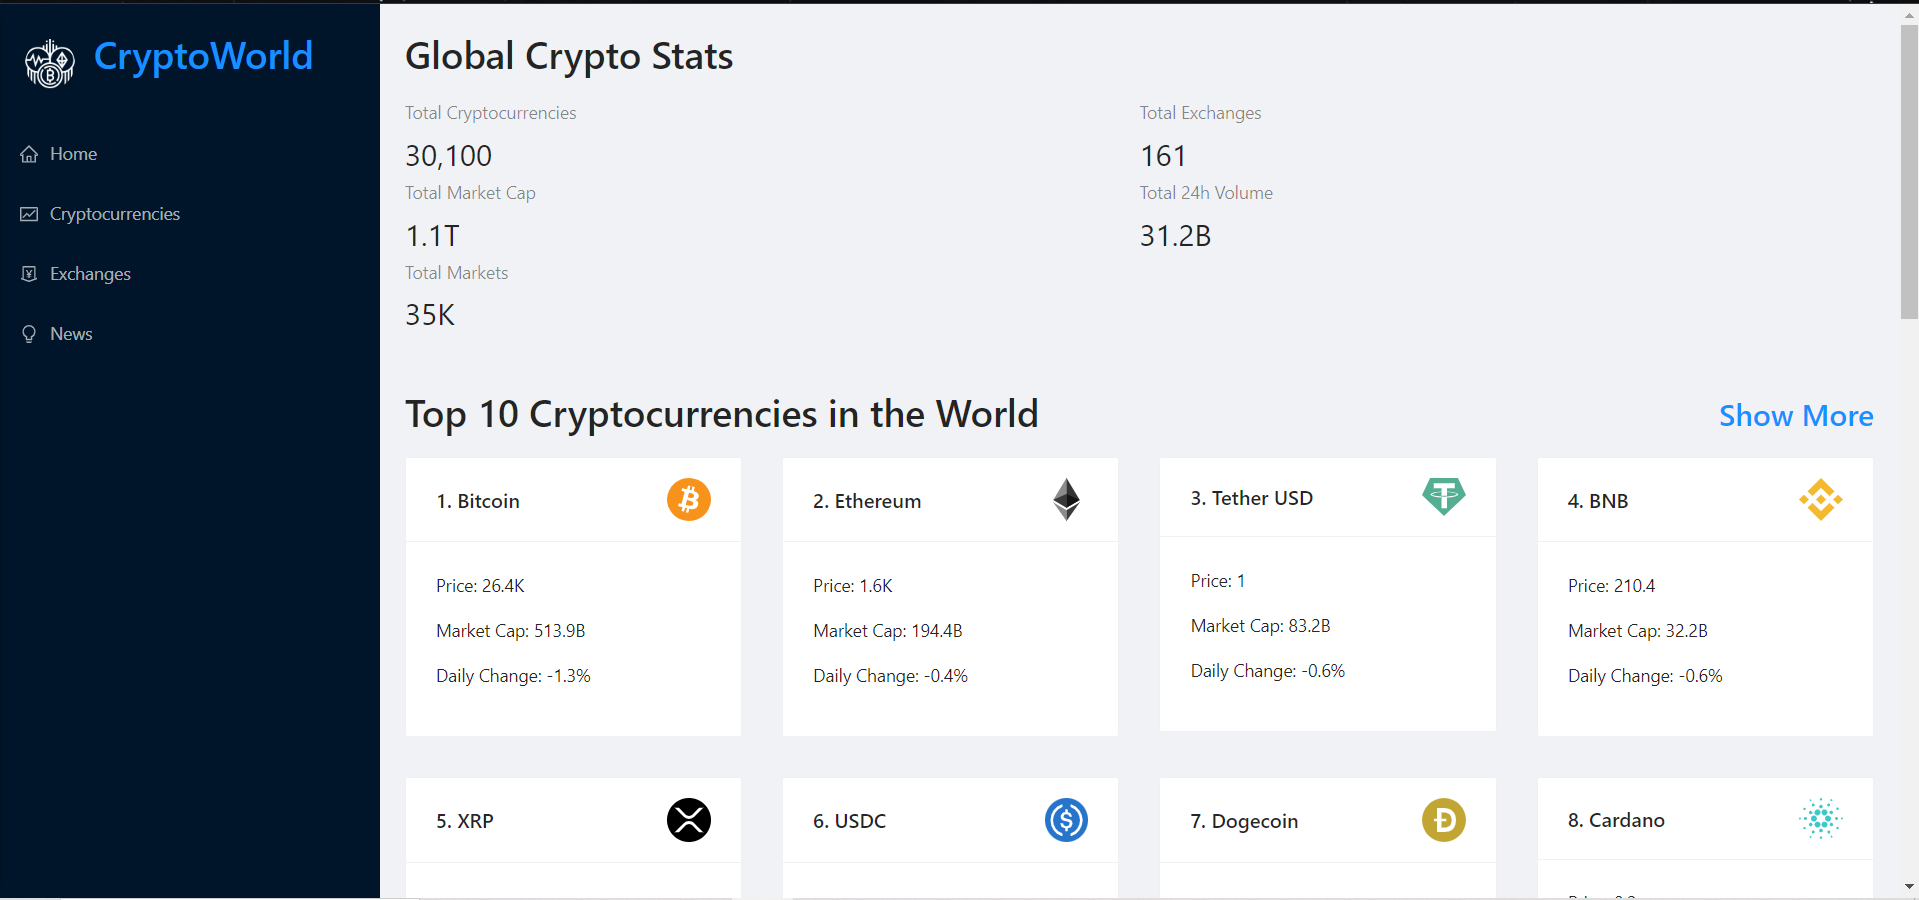 CryptoWorld
Home
Cryptocurrencies
Exchanges
News
Global Crypto Stats
Total Cryptocurrencies
30,100
Total Exchanges
161
Total Market Cap
1.1T
Total 24h Volume
31.2B
Total Markets
35K
Top 10 Cryptocurrencies in the World
Show More
1. Bitcoin
Price: 26.4K
Market Cap: 513.9B
Daily Change: -1.3%
2. Ethereum
Price: 1.6K
Market Cap: 194.4B
Daily Change: -0.4%
3. Tether USD
Price: 1
Market Cap: 83.2B
Daily Change: -0.6%
4. BNB
Price: 210.4
Market Cap: 32.2B
Daily Change: -0.6%
5. XRP
6. USDC
7. Dogecoin
8. Cardano